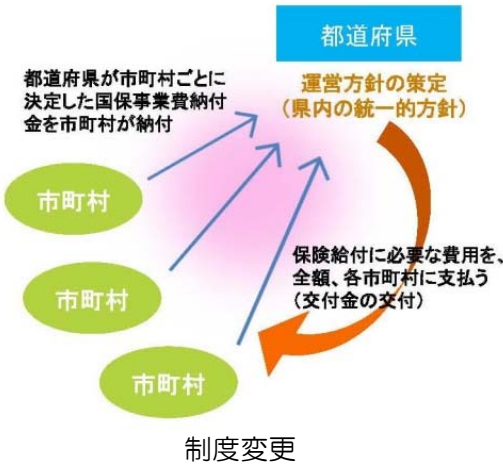 都道府県
運営方針の策定
（県内の統一的方針）
都道府県が市町村ごとに
決定した国保事業費納付
金を市町村が納付
市町村
市町村
市町村
保険給付に必要な費用を、
全額、各市町村に支払う
（交付金の交付）
制度変更